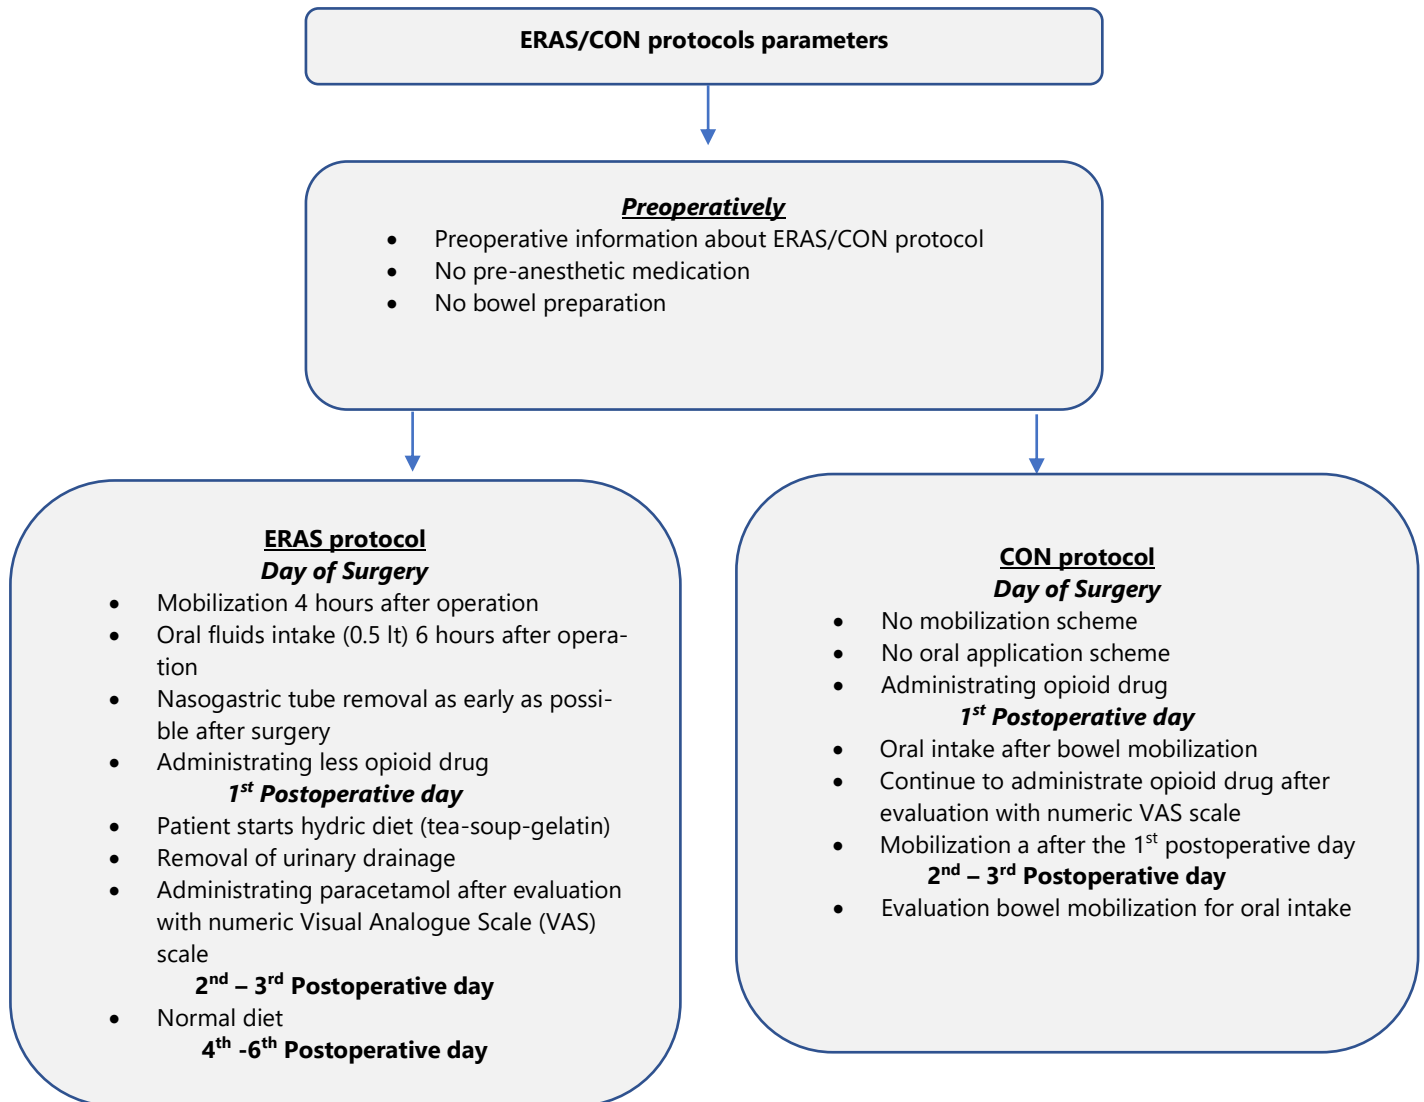 ERAS/CON protocols parameters
Preoperatively
• Preoperative information about ERAS/CON protocol
• No pre-anesthetic medication
• No bowel preparation
ERAS protocol
Day of Surgery
• Mobilization 4 hours after operation
• Oral fluids intake (0.5 lt) 6 hours after opera-
tion
• Nasogastric tube removal as early as possi-
ble after surgery
• Administrating less opioid drug
1st Postoperative day
• Patient starts hydric diet (tea-soup-gelatin)
• Removal of urinary drainage
• Administrating paracetamol after evaluation
with numeric Visual Analogue Scale (VAS)
scale
2nd – 3rd Postoperative day
• Normal diet
4th -6th Postoperative day
CON protocol
Day of Surgery
• No mobilization scheme
• No oral application scheme
• Administrating opioid drug
1st Postoperative day
• Oral intake after bowel mobilization
• Continue to administrate opioid drug after
evaluation with numeric VAS scale
• Mobilization a after the 1st postoperative day
2nd – 3rd Postoperative day
• Evaluation bowel mobilization for oral intake